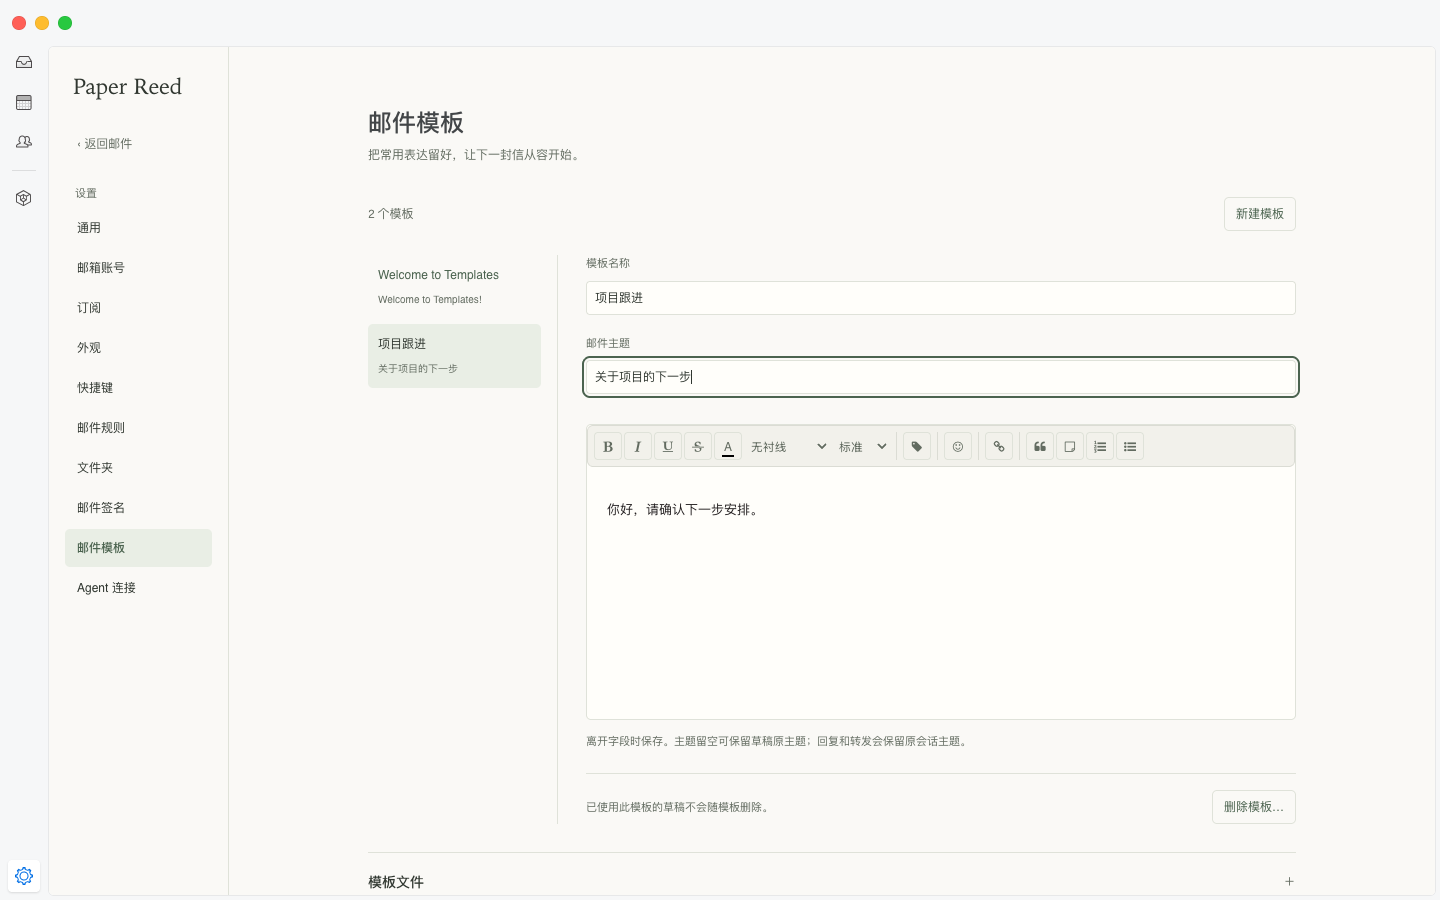 Paper Reed
‹ 返回邮件
设置
通用
邮箱账号
订阅
外观
快捷键
邮件规则
文件夹
邮件签名
邮件模板
Agent 连接
邮件模板
把常用表达留好，让下一封信从容开始。
2 个模板
新建模板
Welcome to Templates
Welcome to Templates!
项目跟进
关于项目的下一步
模板名称
项目跟进
邮件主题
关于项目的下一步
B I U S A 无衬线 标准
你好，请确认下一步安排。
离开字段时保存。主题留空可保留草稿原主题；回复和转发会保留原会话主题。
已使用此模板的草稿不会随模板删除。
删除模板...
模板文件
+